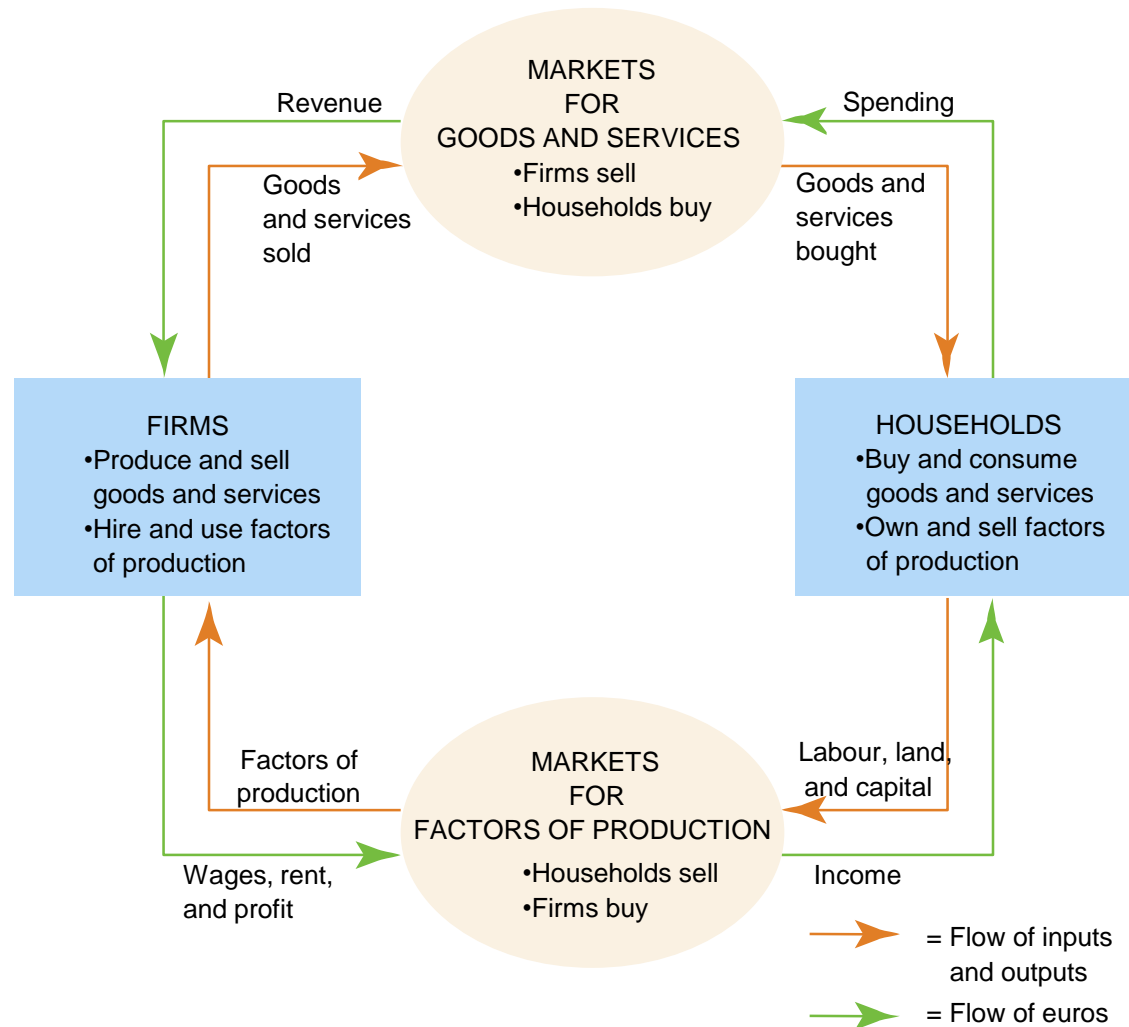 MARKETS
FOR
GOODS AND SERVICES
•Firms sell
•Households buy
Revenue
Spending
Goods
and services
sold
Goods and
services
bought
FIRMS
•Produce and sell
goods and services
•Hire and use factors
of production
HOUSEHOLDS
•Buy and consume
goods and services
•Own and sell factors
of production
Factors of
production
Labour, land,
and capital
MARKETS
FOR
FACTORS OF PRODUCTION
•Households sell
•Firms buy
Wages, rent,
and profit
Income
= Flow of inputs
and outputs
= Flow of euros